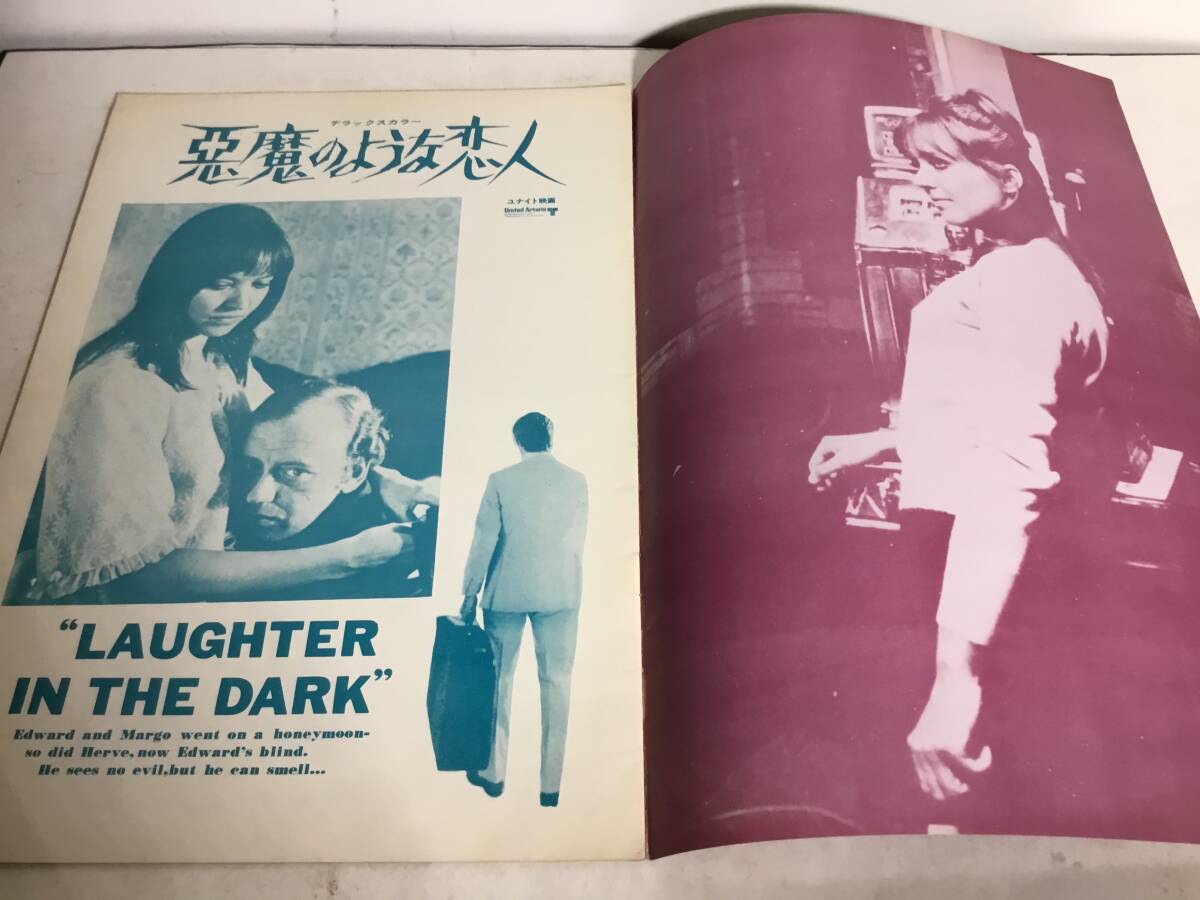 デラックスカラー
惡魔のような恋人
ユナイト映画
United Artists
"LAUGHTER
IN THE DARK"
Edward and Margo went on a honeymoon-
so did Herve, now Edward's blind.
He sees no evil, but he can smell...